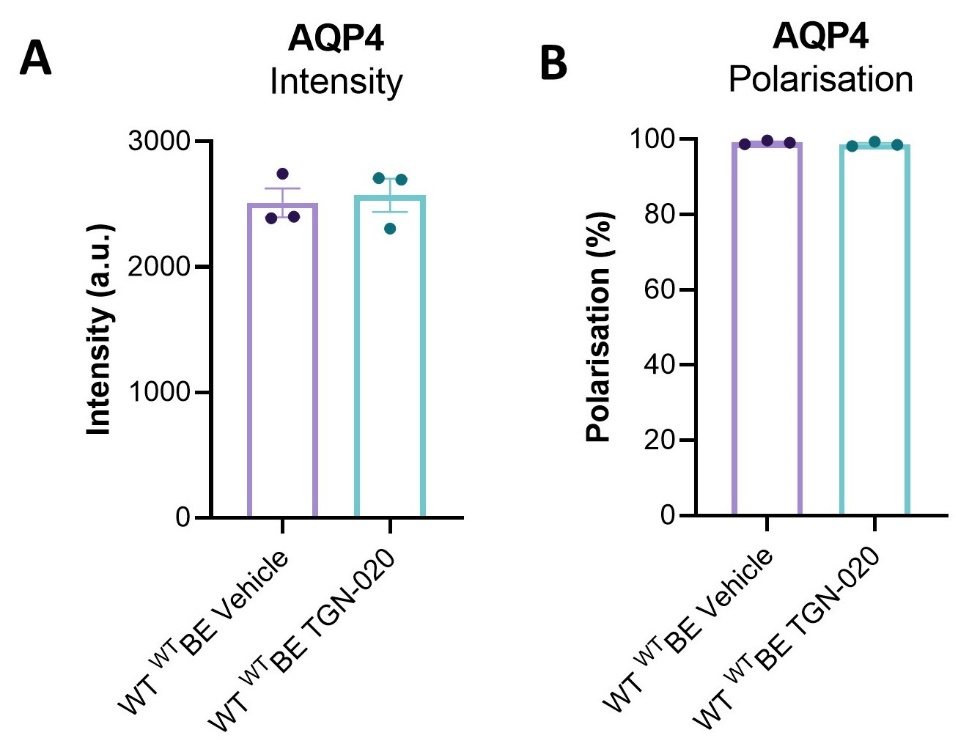 A
AQP4
Intensity
Intensity (a.u.)
3000
2000
1000
0
WT ᵂᵀBE Vehicle
WT ᵂᵀBE TGN-020
B
AQP4
Polarisation
Polarisation (%)
100
80
60
40
20
0
WT ᵂᵀBE Vehicle
WT ᵂᵀBE TGN-020